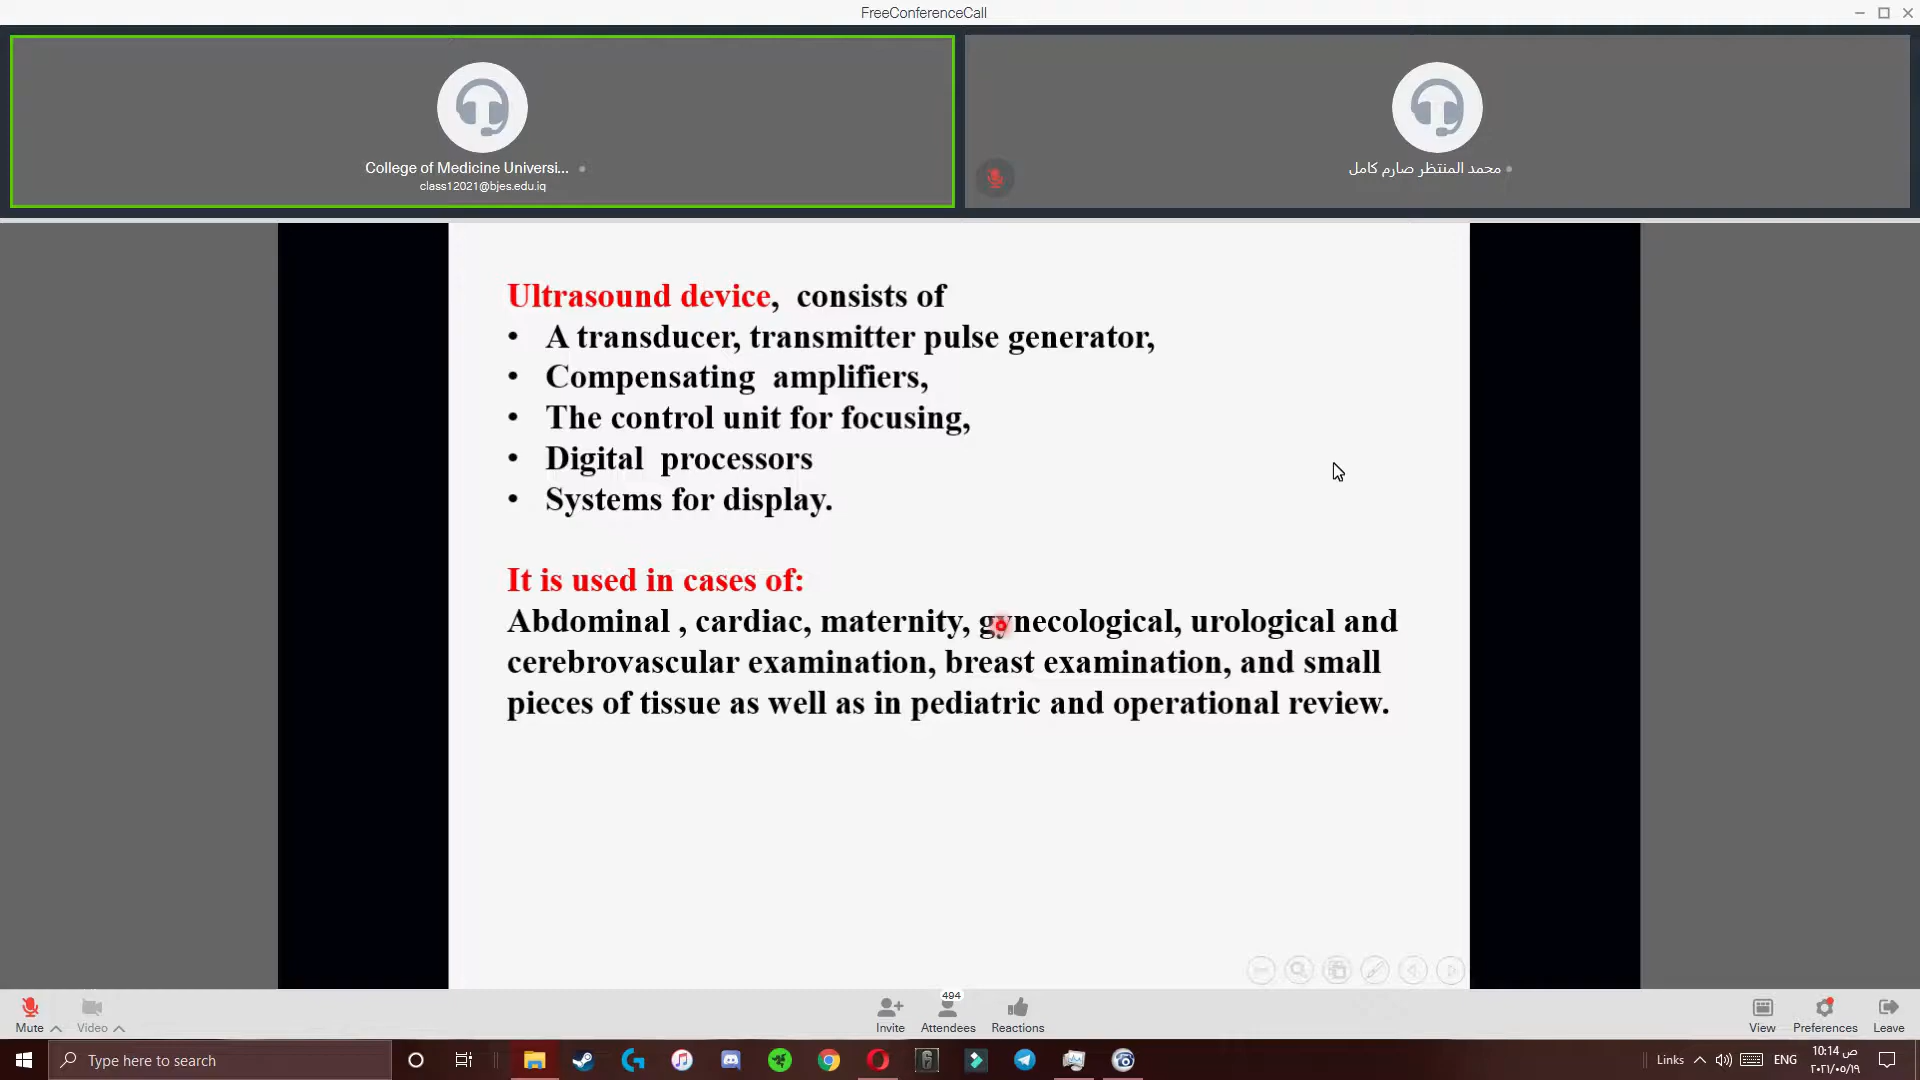 FreeConferenceCall
College of Medicine Universi...
class12021@bjes.edu.iq
محمد المنتظر صارم كامل
Ultrasound device, consists of
• A transducer, transmitter pulse generator,
• Compensating amplifiers,
• The control unit for focusing,
• Digital processors
• Systems for display.
It is used in cases of:
Abdominal , cardiac, maternity, gynecological, urological and
cerebrovascular examination, breast examination, and small
pieces of tissue as well as in pediatric and operational review.
494
Mute Video Invite Attendees Reactions View Preferences Leave
Type here to search
Links ENG 10:14 ص
٢٠٢١/٠٥/١٩